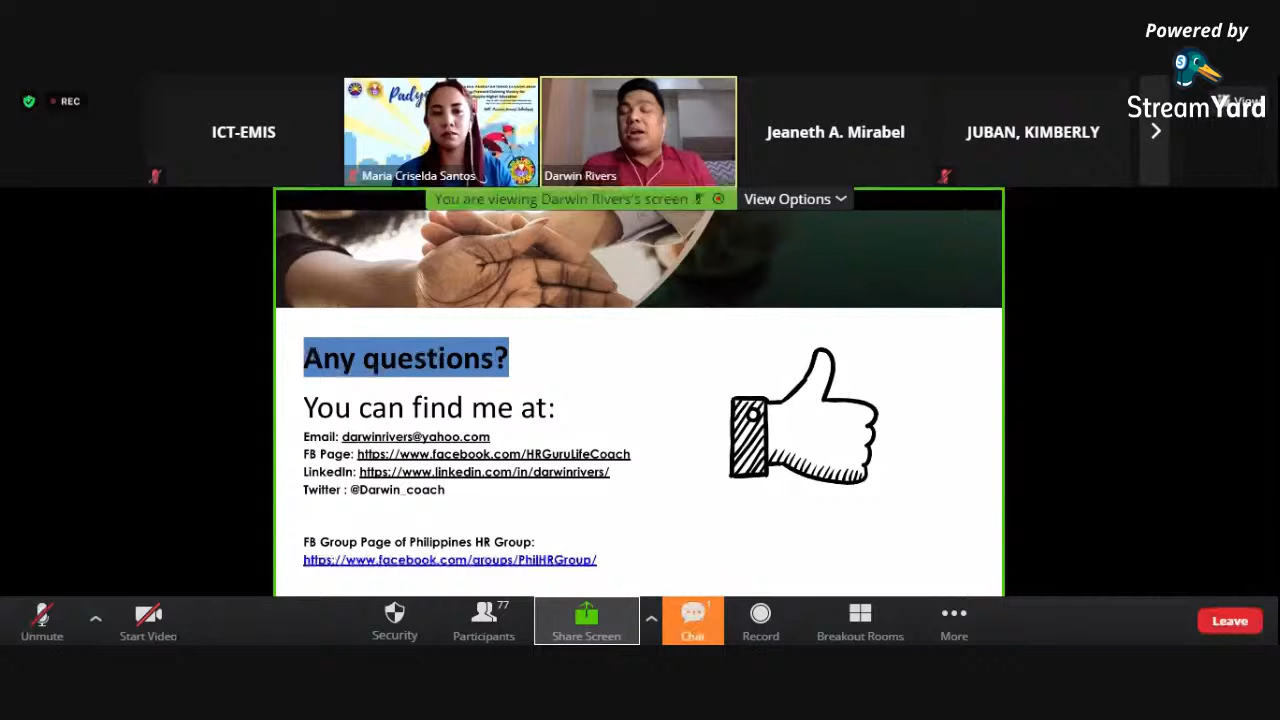 Powered by
StreamYard
REC
View
ICT-EMIS
Padya
Maria Criselda Santos
Darwin Rivers
Jeaneth A. Mirabel
JUBAN, KIMBERLY
You are viewing Darwin Rivers's screen
View Options
Any questions?
You can find me at:
Email: darwinrivers@yahoo.com
FB Page: https://www.facebook.com/HRGuruLifeCoach
LinkedIn: https://www.linkedin.com/in/darwinrivers/
Twitter : @Darwin_coach
FB Group Page of Philippines HR Group:
https://www.facebook.com/groups/PhilHRGroup/
Unmute
Start Video
Security
77
Participants
Share Screen
1
Chat
Record
Breakout Rooms
More
Leave